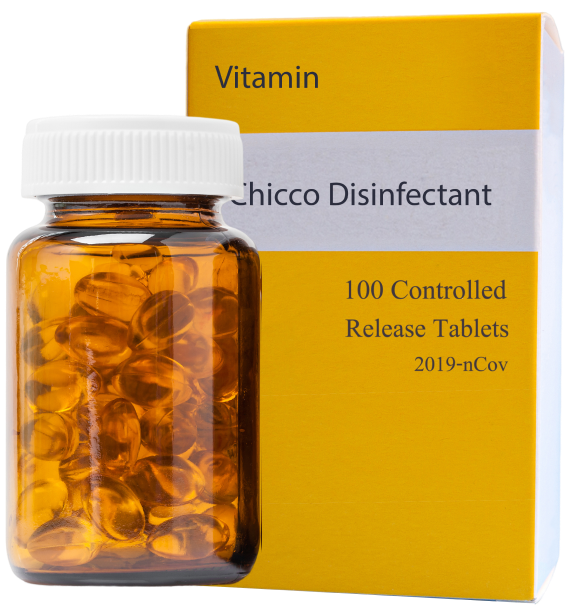 Vitamin
Chicco Disinfectant
100 Controlled
Release Tablets
2019-nCov